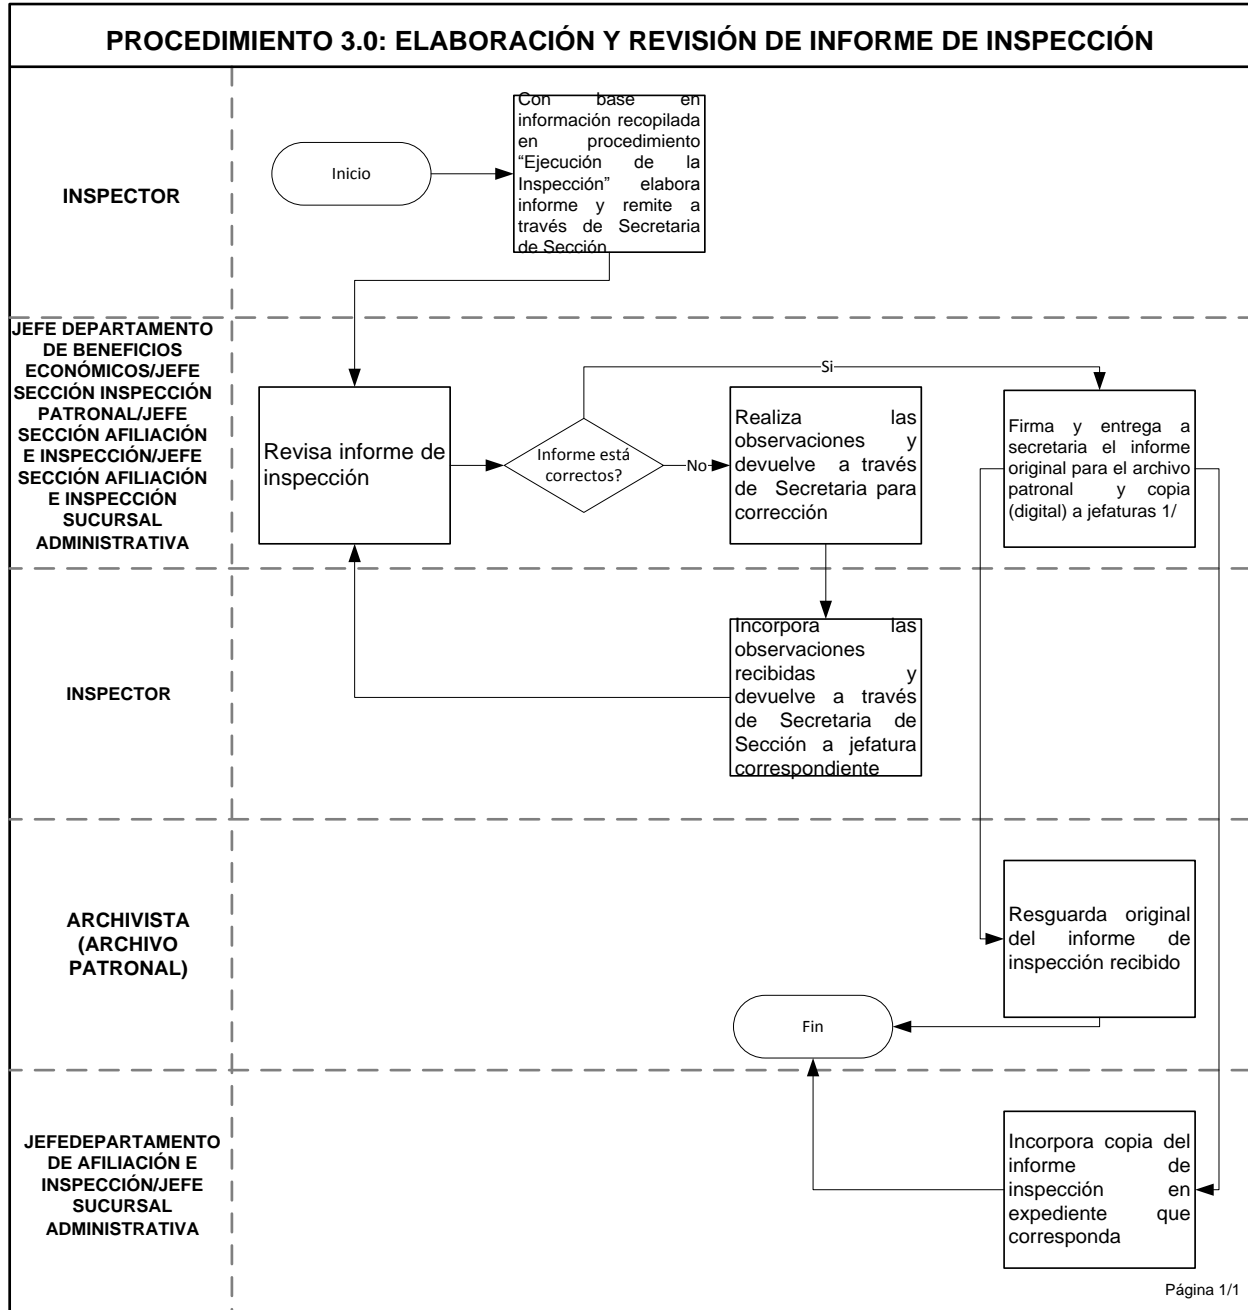 PROCEDIMIENTO 3.0: ELABORACIÓN Y REVISIÓN DE INFORME DE INSPECCIÓN
INSPECTOR
Inicio
Con base en
información recopilada
en procedimiento
“Ejecución de la
Inspección” elabora
informe y remite a
través de Secretaria
de Sección
JEFE DEPARTAMENTO
DE BENEFICIOS
ECONÓMICOS/JEFE
SECCIÓN INSPECCIÓN
PATRONAL/JEFE
SECCIÓN AFILIACIÓN
E INSPECCIÓN/JEFE
SECCIÓN AFILIACIÓN
E INSPECCIÓN
SUCURSAL
ADMINISTRATIVA
Revisa informe de
inspección
Informe está
correctos?
Si
No
Realiza las
observaciones y
devuelve a través
de Secretaria para
corrección
Firma y entrega a
secretaria el informe
original para el archivo
patronal y copia
(digital) a jefaturas 1/
INSPECTOR
Incorpora las
observaciones
recibidas y
devuelve a través
de Secretaria de
Sección a jefatura
correspondiente
ARCHIVISTA
(ARCHIVO
PATRONAL)
Resguarda original
del informe de
inspección recibido
Fin
JEFEDEPARTAMENTO
DE AFILIACIÓN E
INSPECCIÓN/JEFE
SUCURSAL
ADMINISTRATIVA
Incorpora copia del
informe de
inspección en
expediente que
corresponda
Página 1/1